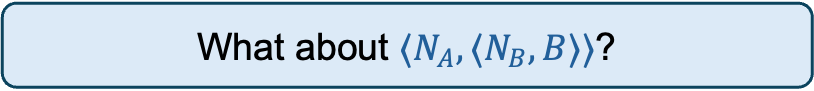 What about ⟨N_A, ⟨N_B, B⟩⟩?